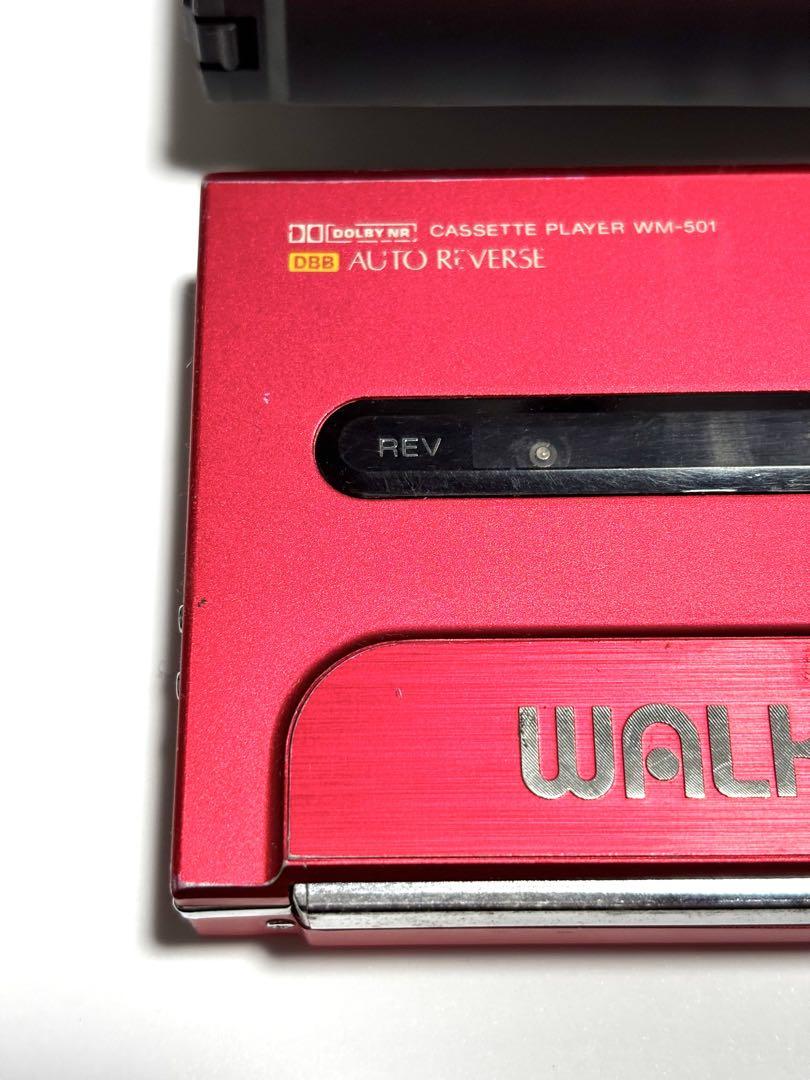 DOLBY NR CASSETTE PLAYER WM-501
DBB AUTO REVERSE
REV
WALK